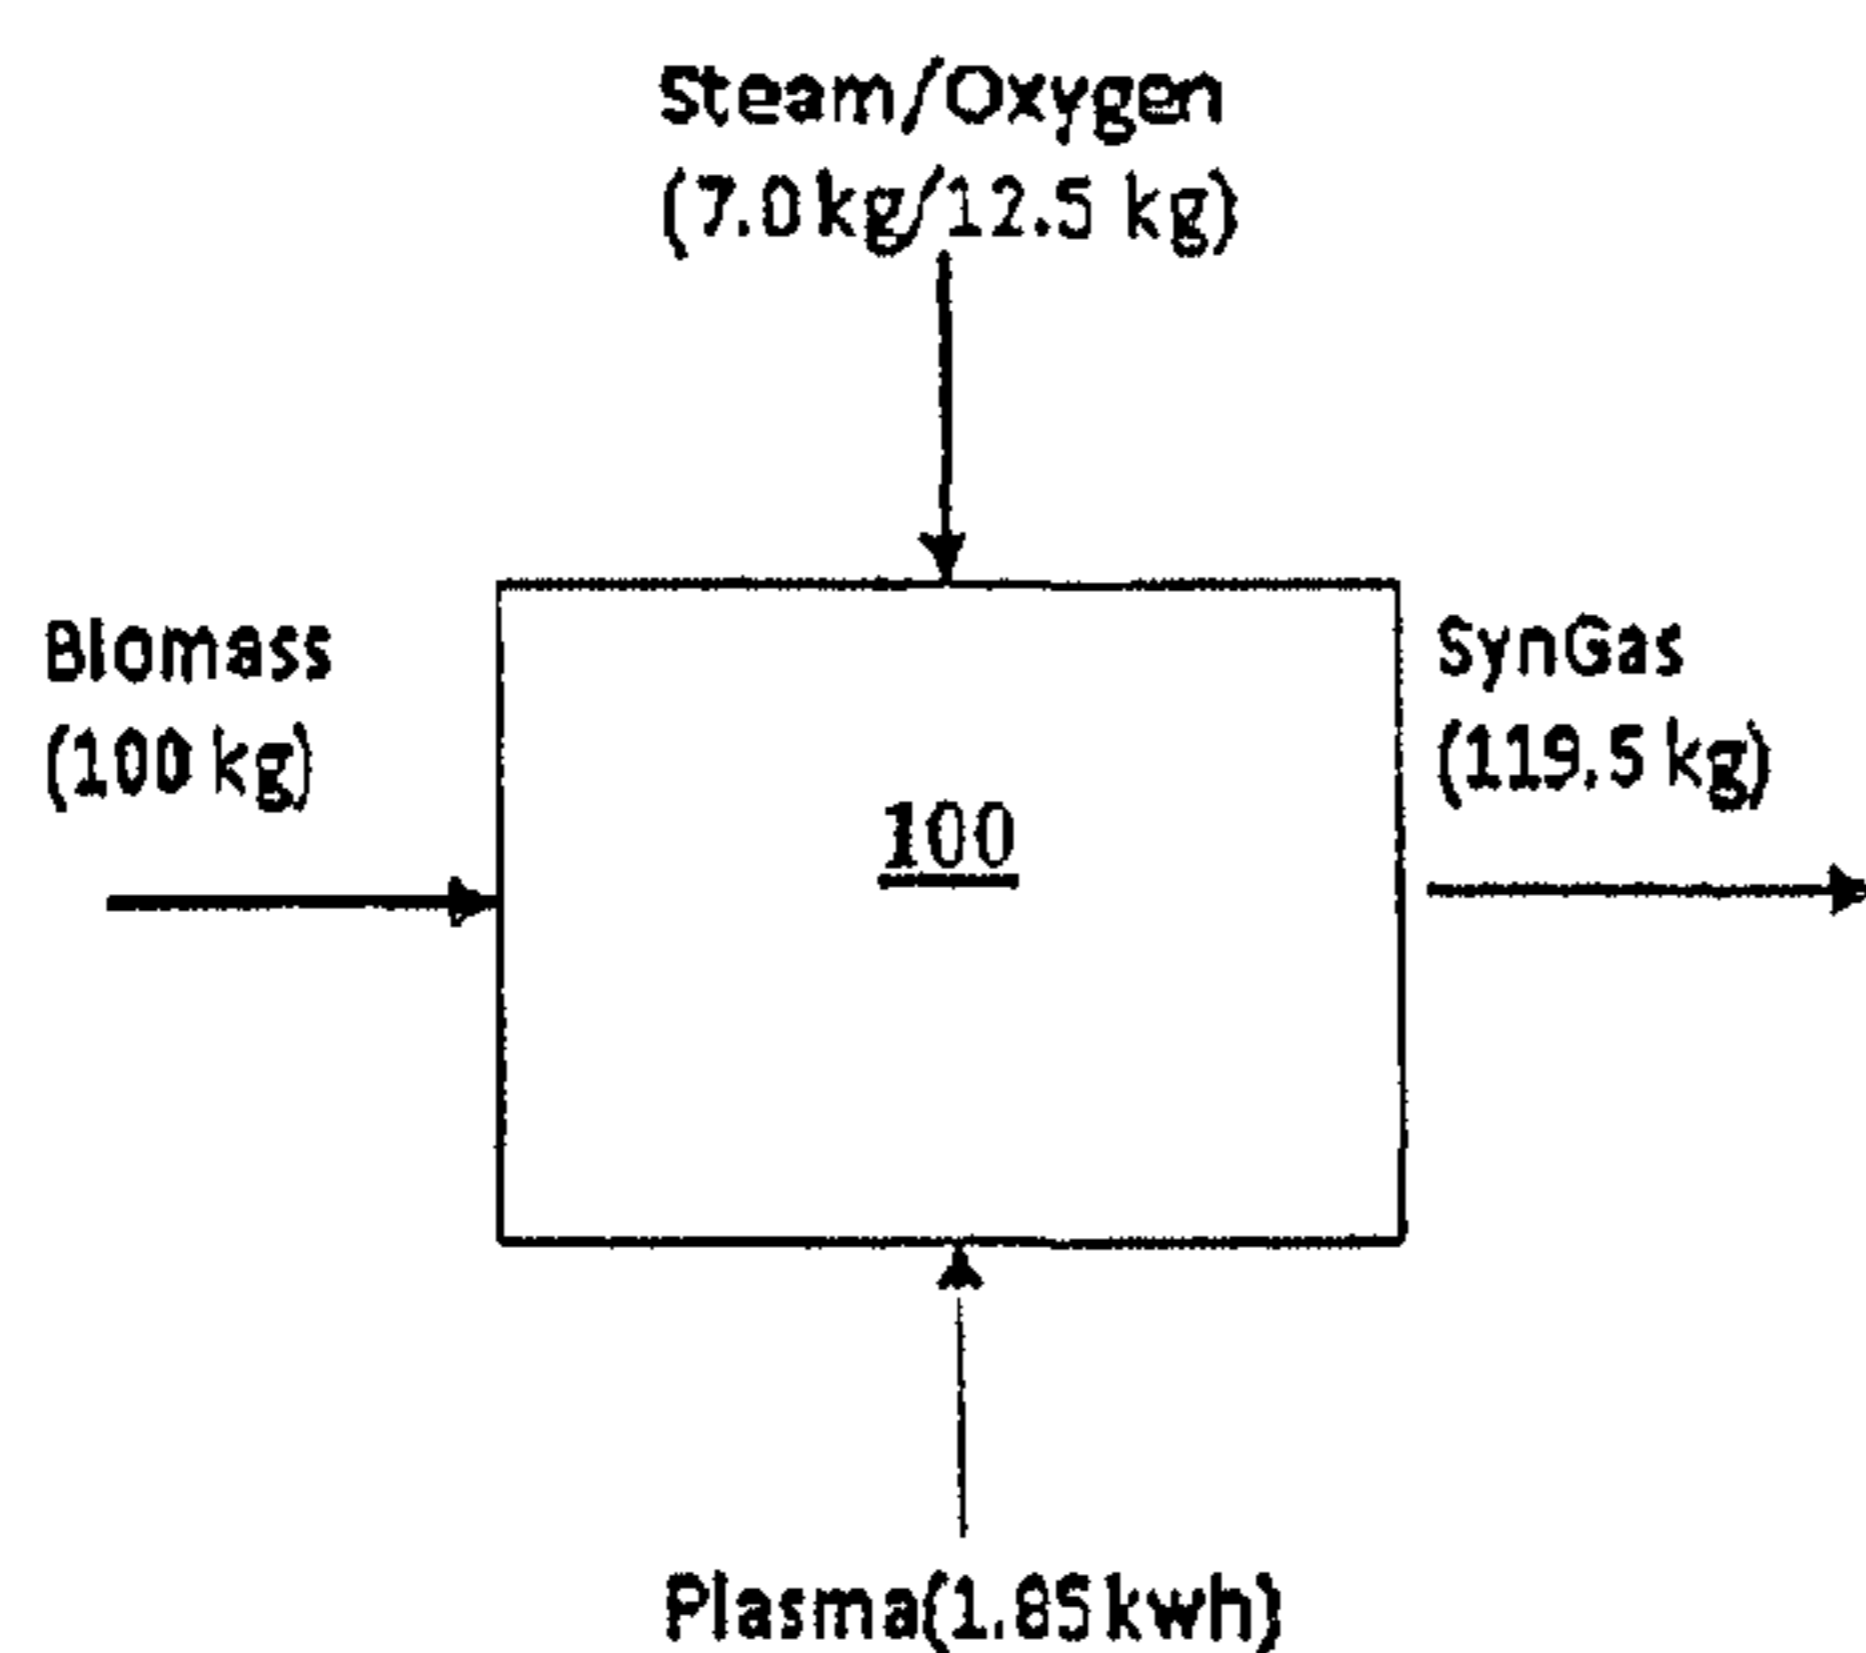 Steam/Oxygen
(7.0 kg/12.5 kg)
Biomass
(100 kg)
SynGas
(119.5 kg)
100
Plasma(1.85 kwh)